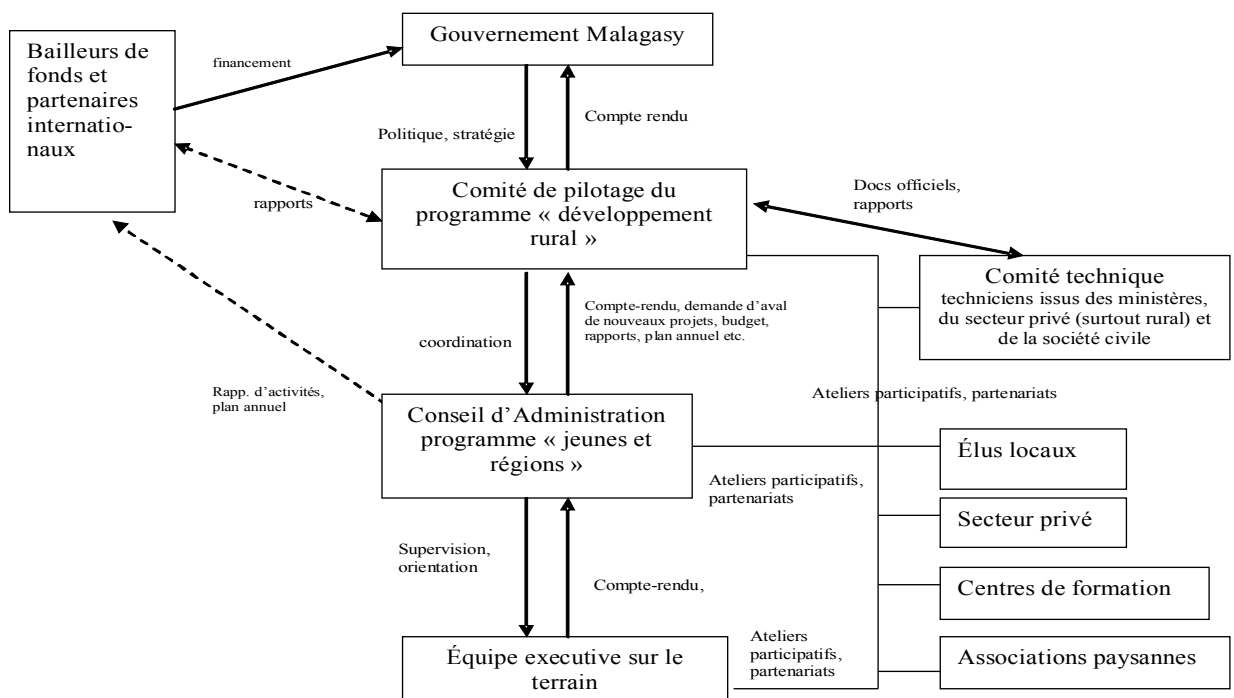 Gouvernement Malagasy
Bailleurs de
fonds et
partenaires
internatio-
naux
financement
Politique, stratégie
Compte rendu
rapports
Comité de pilotage du
programme « développement
rural »
Docs officiels,
rapports
Comité technique
techniciens issus des ministères,
du secteur privé (surtout rural) et
de la société civile
coordination
Compte-rendu, demande d’aval
de nouveaux projets, budget,
rapports, plan annuel etc.
Rapp. d’activités,
plan annuel
Ateliers participatifs, partenariats
Conseil d’Administration
programme « jeunes et
régions »
Ateliers participatifs,
partenariats
Élus locaux
Secteur privé
Supervision,
orientation
Compte-rendu,
Centres de formation
Ateliers
participatifs,
partenariats
Associations paysannes
Équipe executive sur le
terrain